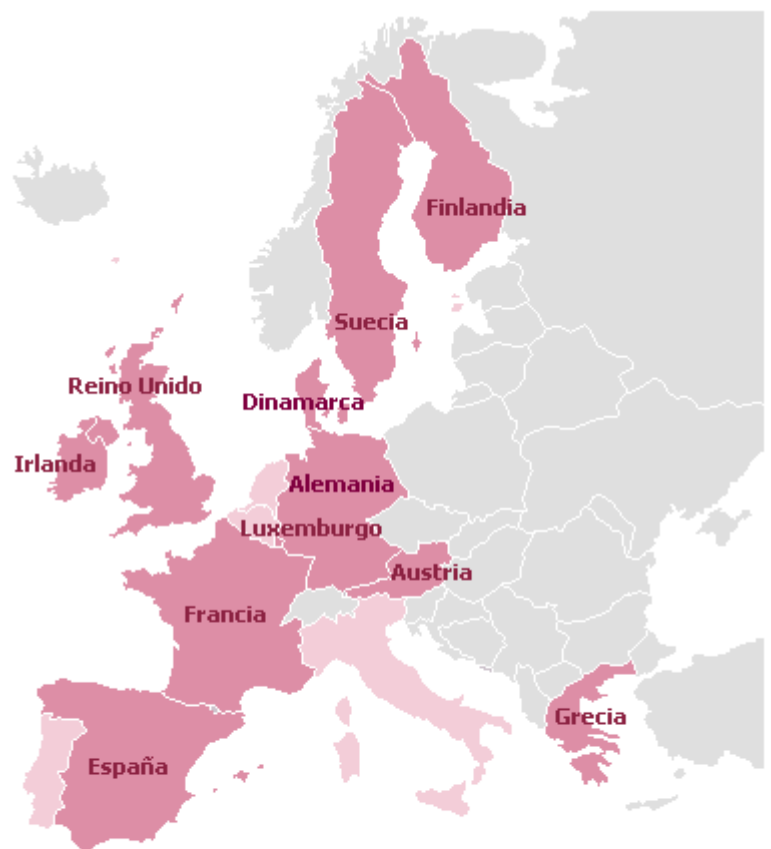 Finlandia
Suecia
Reino Unido
Dinamarca
Irlanda
Alemania
Luxemburgo
Austria
Francia
Grecia
España